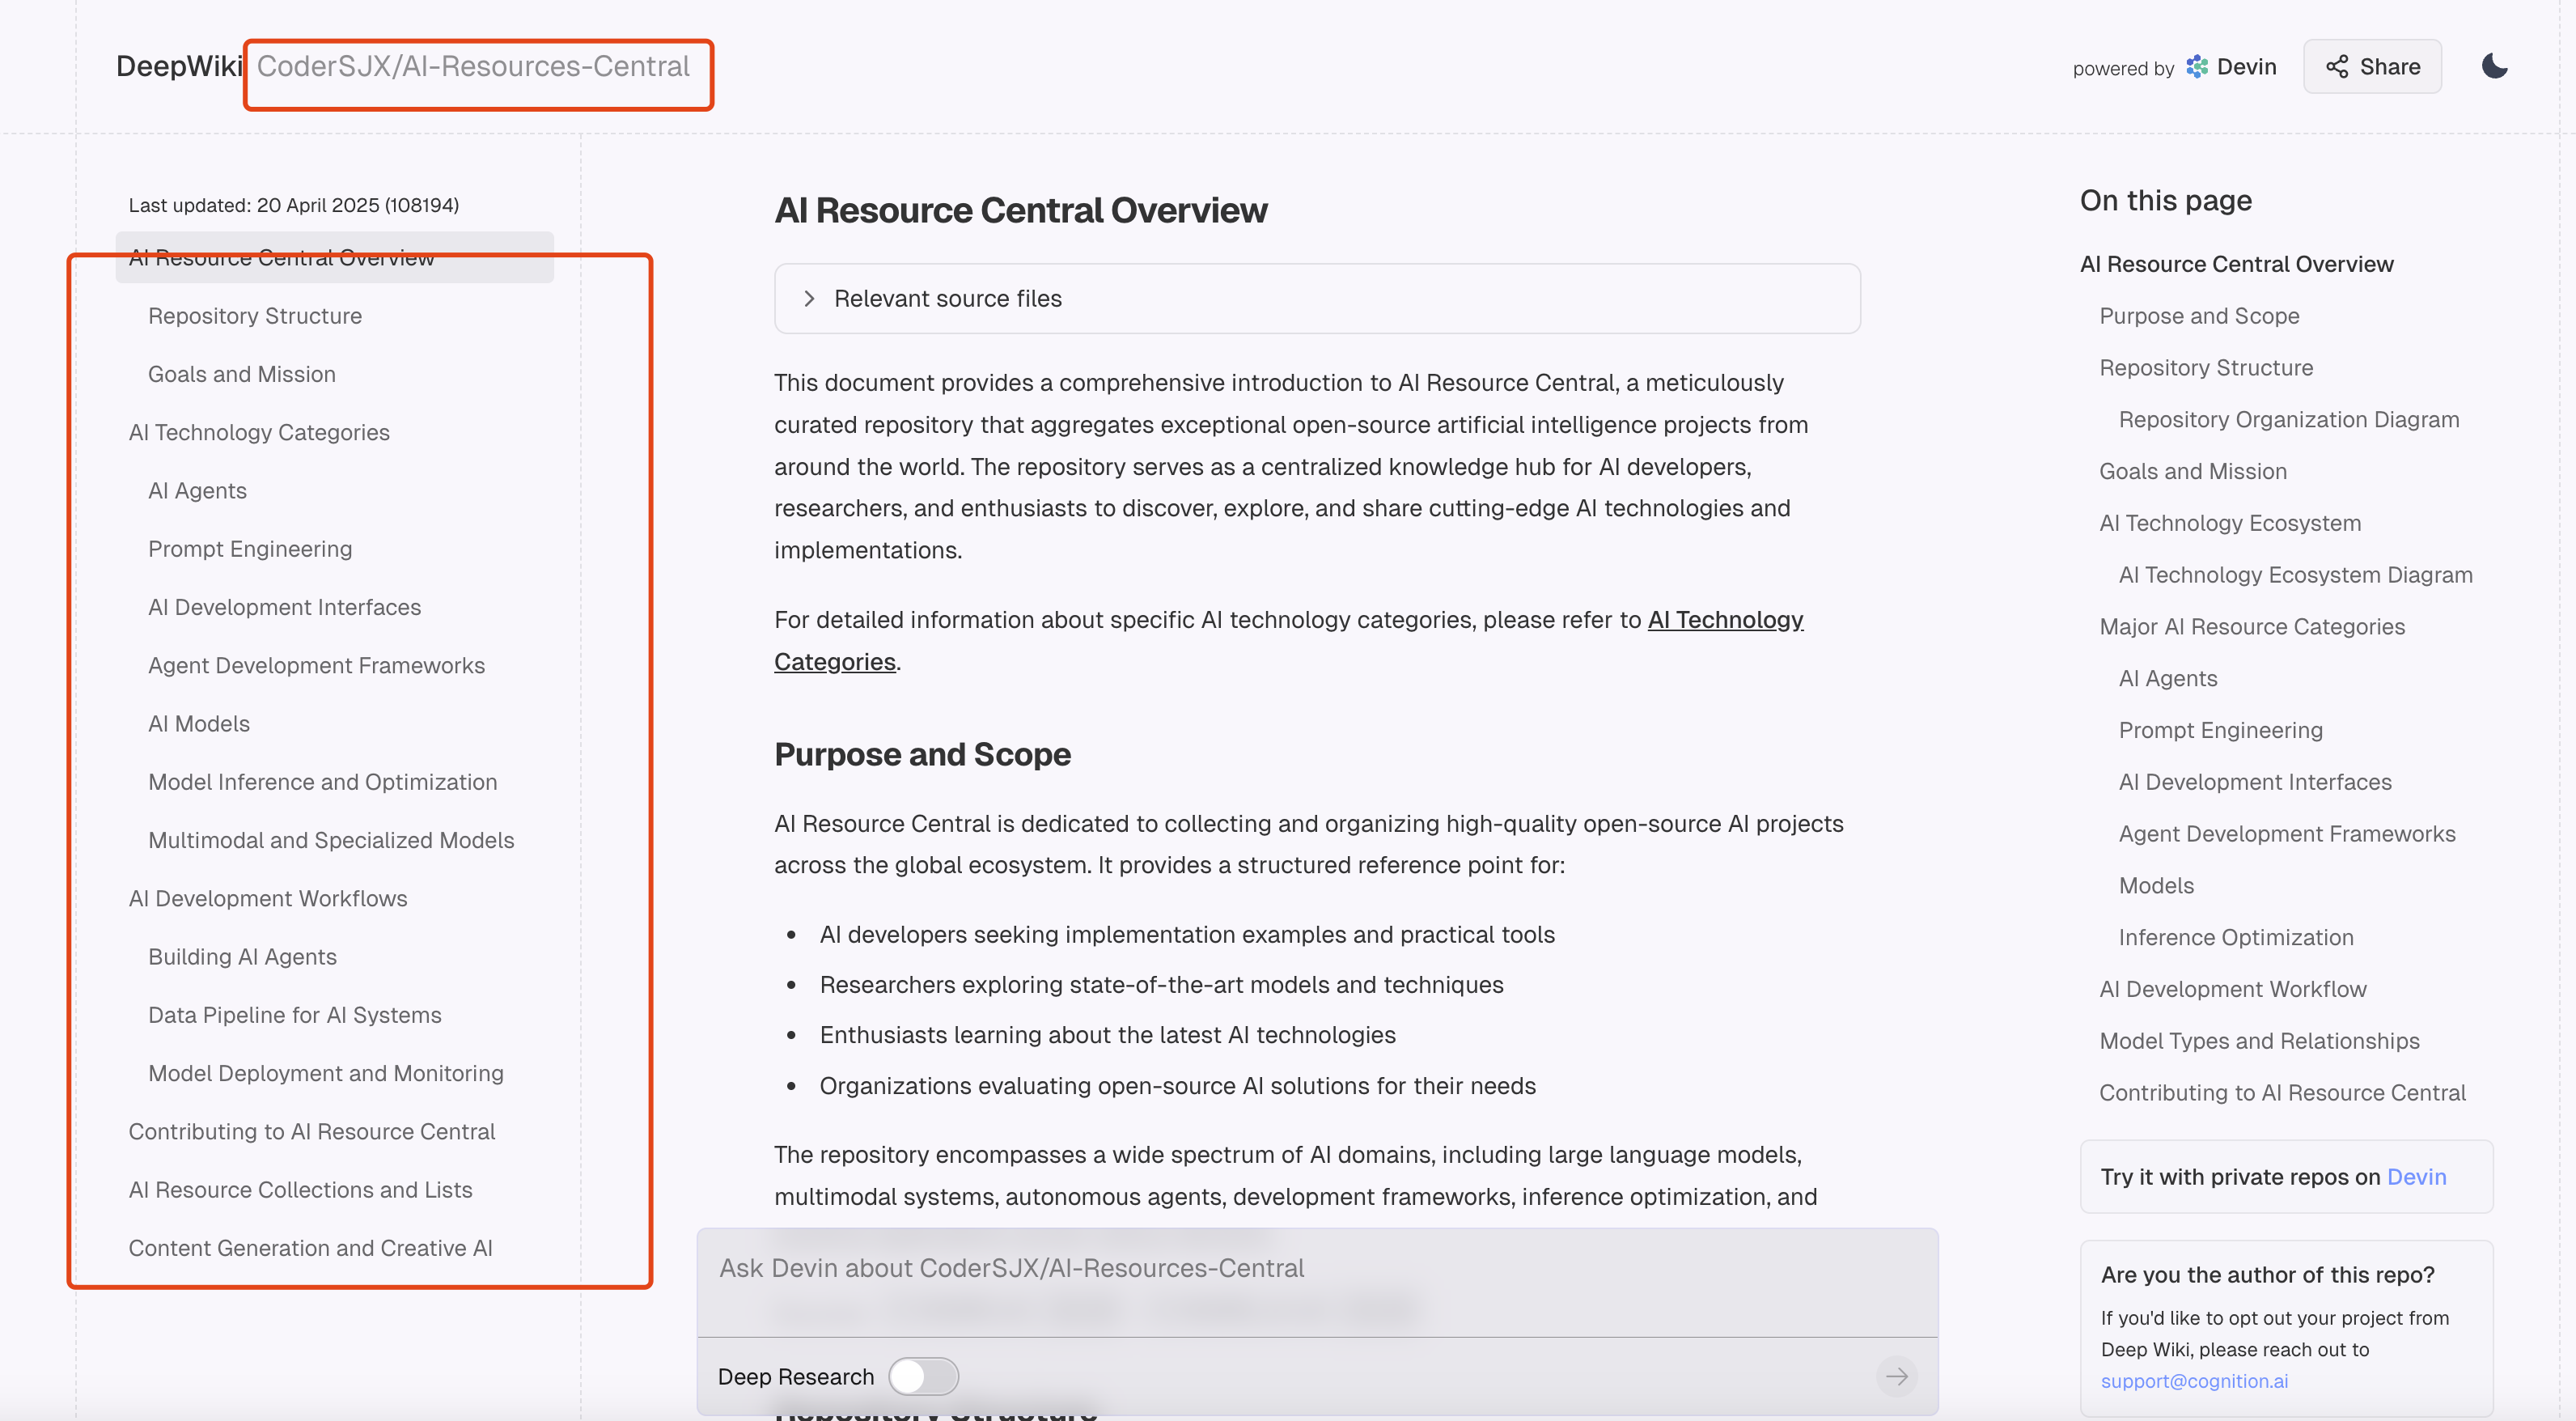 DeepWiki CoderSJX/AI-Resources-Central
powered by Devin
Share
Last updated: 20 April 2025 (108194)
AI Resource Central Overview
Repository Structure
Goals and Mission
AI Technology Categories
AI Agents
Prompt Engineering
AI Development Interfaces
Agent Development Frameworks
AI Models
Model Inference and Optimization
Multimodal and Specialized Models
AI Development Workflows
Building AI Agents
Data Pipeline for AI Systems
Model Deployment and Monitoring
Contributing to AI Resource Central
AI Resource Collections and Lists
Content Generation and Creative AI
AI Resource Central Overview
Relevant source files
This document provides a comprehensive introduction to AI Resource Central, a meticulously
curated repository that aggregates exceptional open-source artificial intelligence projects from
around the world. The repository serves as a centralized knowledge hub for AI developers,
researchers, and enthusiasts to discover, explore, and share cutting-edge AI technologies and
implementations.
For detailed information about specific AI technology categories, please refer to AI Technology
Categories.
Purpose and Scope
AI Resource Central is dedicated to collecting and organizing high-quality open-source AI projects
across the global ecosystem. It provides a structured reference point for:
• AI developers seeking implementation examples and practical tools
• Researchers exploring state-of-the-art models and techniques
• Enthusiasts learning about the latest AI technologies
• Organizations evaluating open-source AI solutions for their needs
The repository encompasses a wide spectrum of AI domains, including large language models,
multimodal systems, autonomous agents, development frameworks, inference optimization, and
Ask Devin about CoderSJX/AI-Resources-Central
Deep Research
Repository Structure
On this page
AI Resource Central Overview
Purpose and Scope
Repository Structure
Repository Organization Diagram
Goals and Mission
AI Technology Ecosystem
AI Technology Ecosystem Diagram
Major AI Resource Categories
AI Agents
Prompt Engineering
AI Development Interfaces
Agent Development Frameworks
Models
Inference Optimization
AI Development Workflow
Model Types and Relationships
Contributing to AI Resource Central
Try it with private repos on Devin
Are you the author of this repo?
If you'd like to opt out your project from
Deep Wiki, please reach out to
support@cognition.ai